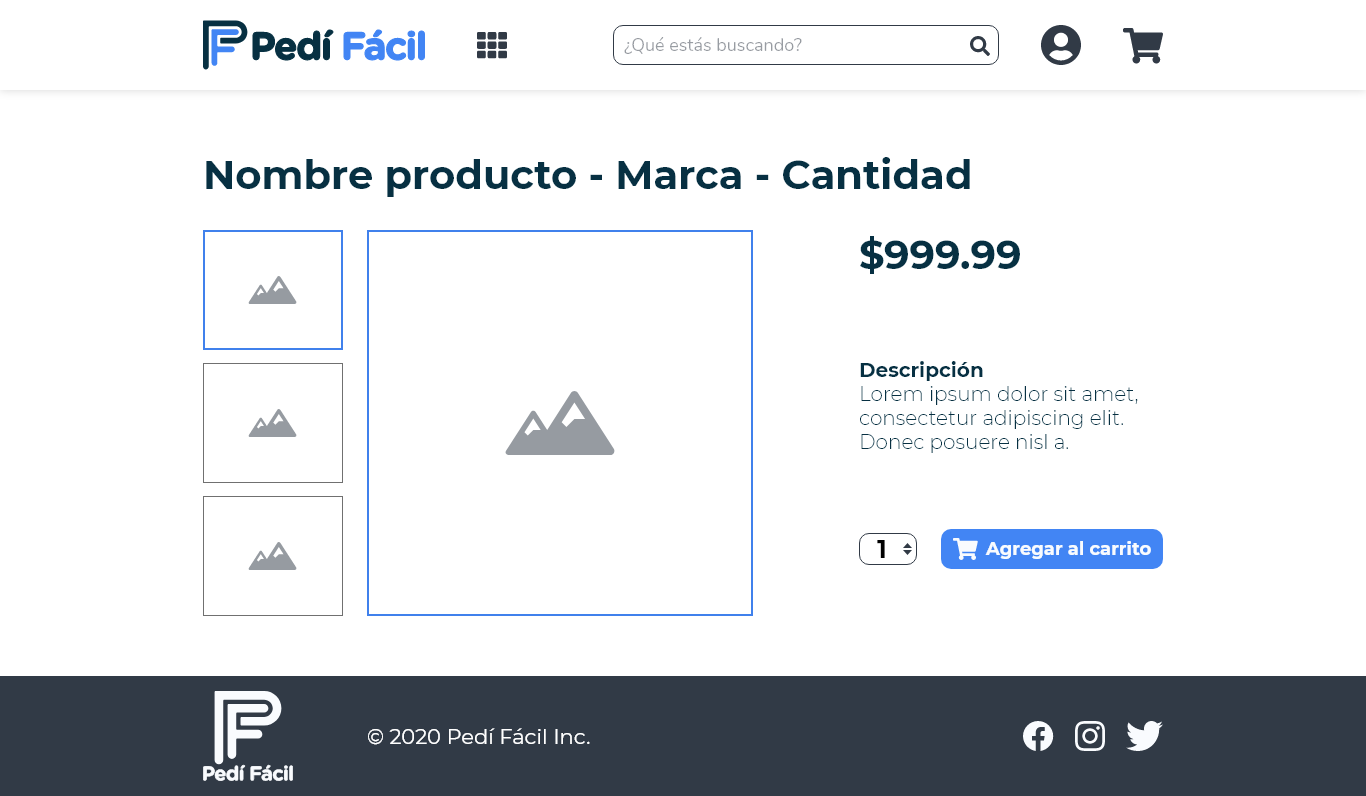 Pedí Fácil
¿Qué estás buscando?
Nombre producto - Marca - Cantidad
$999.99
Descripción
Lorem ipsum dolor sit amet,
consectetur adipiscing elit.
Donec posuere nisl a.
1
Agregar al carrito
Pedí Fácil
© 2020 Pedí Fácil Inc.